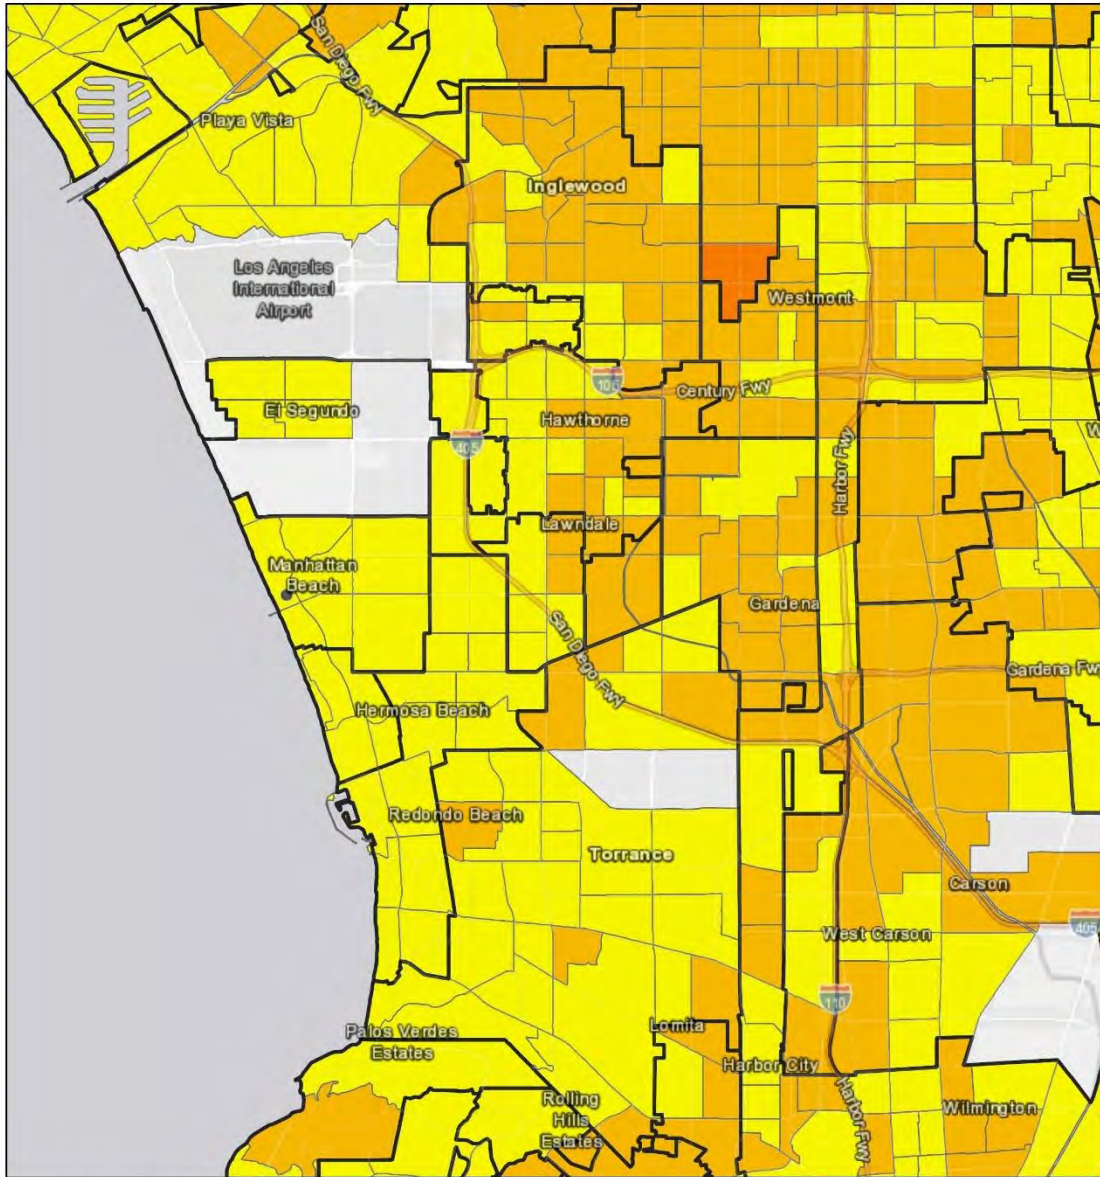 San Diego Fwy
Playa Vista
Inglewood
Los Angeles
International
Airport
Westmont
105
Century Fwy
El Segundo
Hawthorne
405
Harbor Fwy
W
Lawndale
Manhattan
Beach
Gardena
San Diego Fwy
Gardena Fwy
Hermosa Beach
Redondo Beach
Torrance
Carson
405
West Carson
110
Palos Verdes
Estates
Lomita
Harbor City
Harbor Fwy
Rolling
Hills
Estates
Wilmington